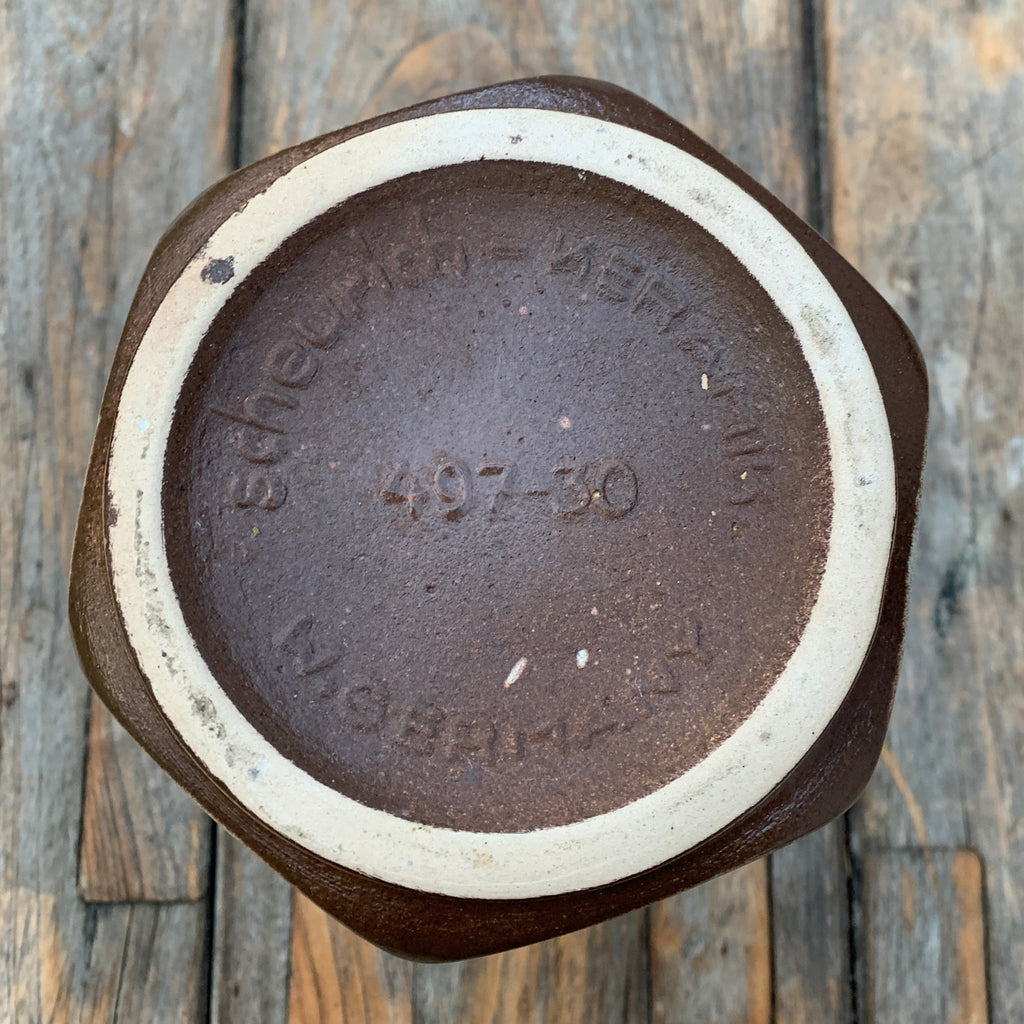 scheurich - KERAMIK
497-30
W.GERMANY